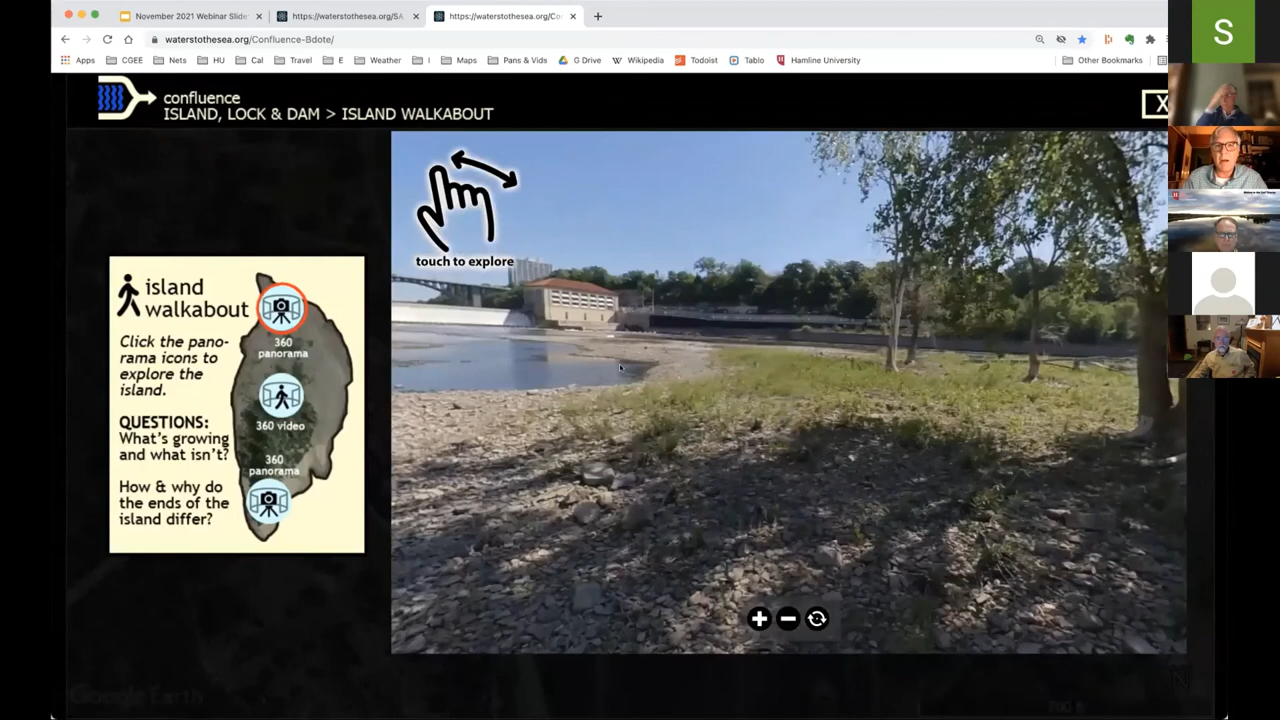 November 2021 Webinar Slide
https://waterstothesea.org/SA
https://waterstothesea.org/Co
waterstothesea.org/Confluence-Bdote/
Apps CGEE Nets HU Cal Travel E Weather I Maps Pans & Vids G Drive Wikipedia Todoist Tablo Hamline University Other Bookmarks
confluence
ISLAND, LOCK & DAM > ISLAND WALKABOUT
X
S
touch to explore
island
walkabout
Click the pano-
rama icons to
explore the
island.
QUESTIONS:
What's growing
and what isn't?
How & why do
the ends of the
island differ?
360
panorama
360 video
360
panorama
Google Earth